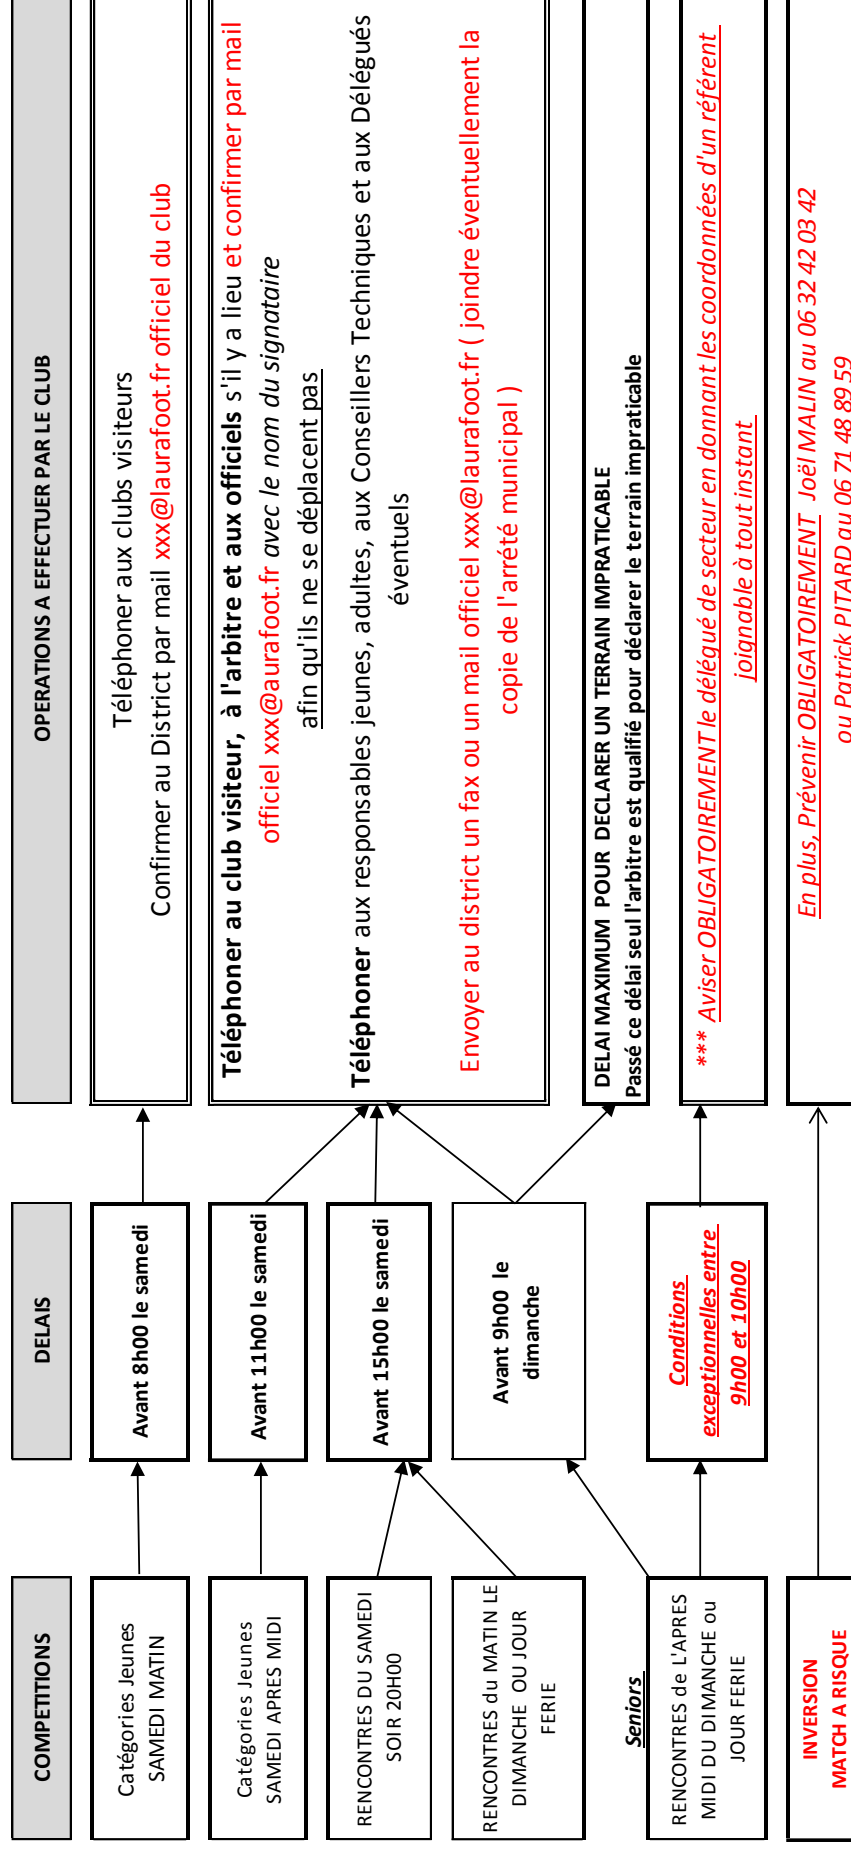 COMPETITIONS
DELAIS
OPERATIONS A EFFECTUER PAR LE CLUB
Catégories Jeunes
SAMEDI MATIN
Avant 8h00 le samedi
Téléphoner aux clubs visiteurs
Confirmer au District par mail xxx@laurafoot.fr officiel du club
Catégories Jeunes
SAMEDI APRES MIDI
Avant 11h00 le samedi
Téléphoner au club visiteur, à l'arbitre et aux officiels s'il y a lieu et confirmer par mail
officiel xxx@aurafoot.fr avec le nom du signataire
afin qu'ils ne se déplacent pas
Téléphoner aux responsables jeunes, adultes, aux Conseillers Techniques et aux Délégués
éventuels
Envoyer au district un fax ou un mail officiel xxx@laurafoot.fr ( joindre éventuellement la
copie de l'arrété municipal )
RENCONTRES DU SAMEDI
SOIR 20H00
Avant 15h00 le samedi
RENCONTRES du MATIN LE
DIMANCHE OU JOUR
FERIE
Avant 9h00 le
dimanche
DELAI MAXIMUM POUR DECLARER UN TERRAIN IMPRATICABLE
Passé ce délai seul l'arbitre est qualifié pour déclarer le terrain impraticable
Seniors
RENCONTRES de L'APRES
MIDI DU DIMANCHE ou
JOUR FERIE
Conditions
exceptionnelles entre
9h00 et 10h00
*** Aviser OBLIGATOIREMENT le délégué de secteur en donnant les coordonnées d'un référent
joignable à tout instant
INVERSION
MATCH A RISQUE
En plus, Prévenir OBLIGATOIREMENT Joël MALIN au 06 32 42 03 42
ou Patrick PITARD au 06 71 48 89 59